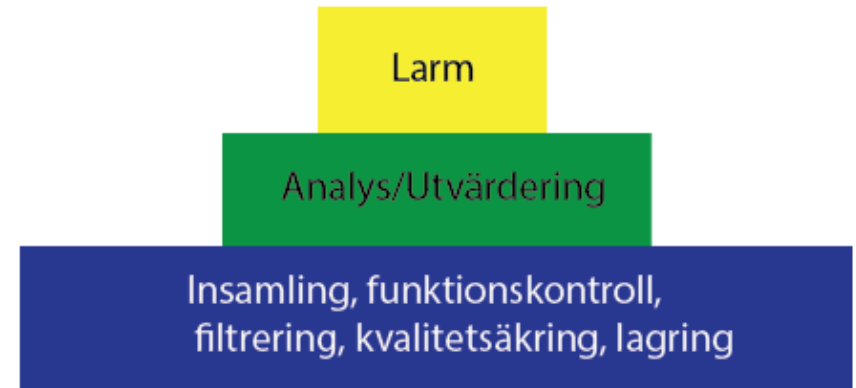 Larm
Analys/Utvärdering
Insamling, funktionskontroll,
filtrering, kvalitetsäkring, lagring